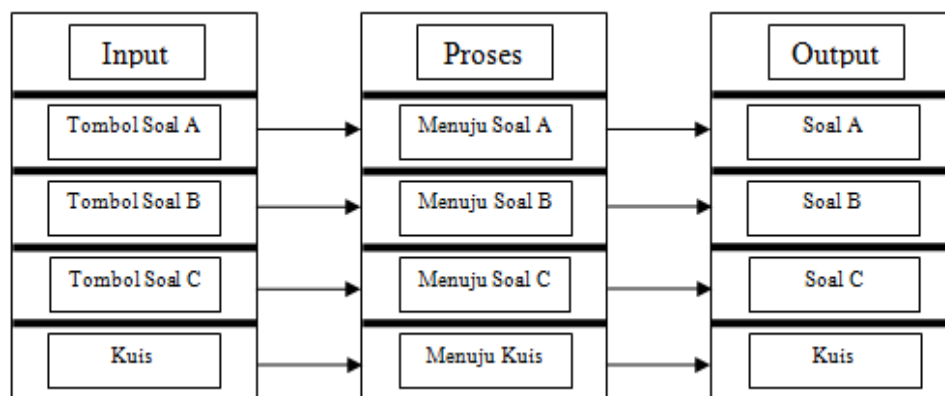 Input
Proses
Output
Tombol Soal A
Menuju Soal A
Soal A
Tombol Soal B
Menuju Soal B
Soal B
Tombol Soal C
Menuju Soal C
Soal C
Kuis
Menuju Kuis
Kuis